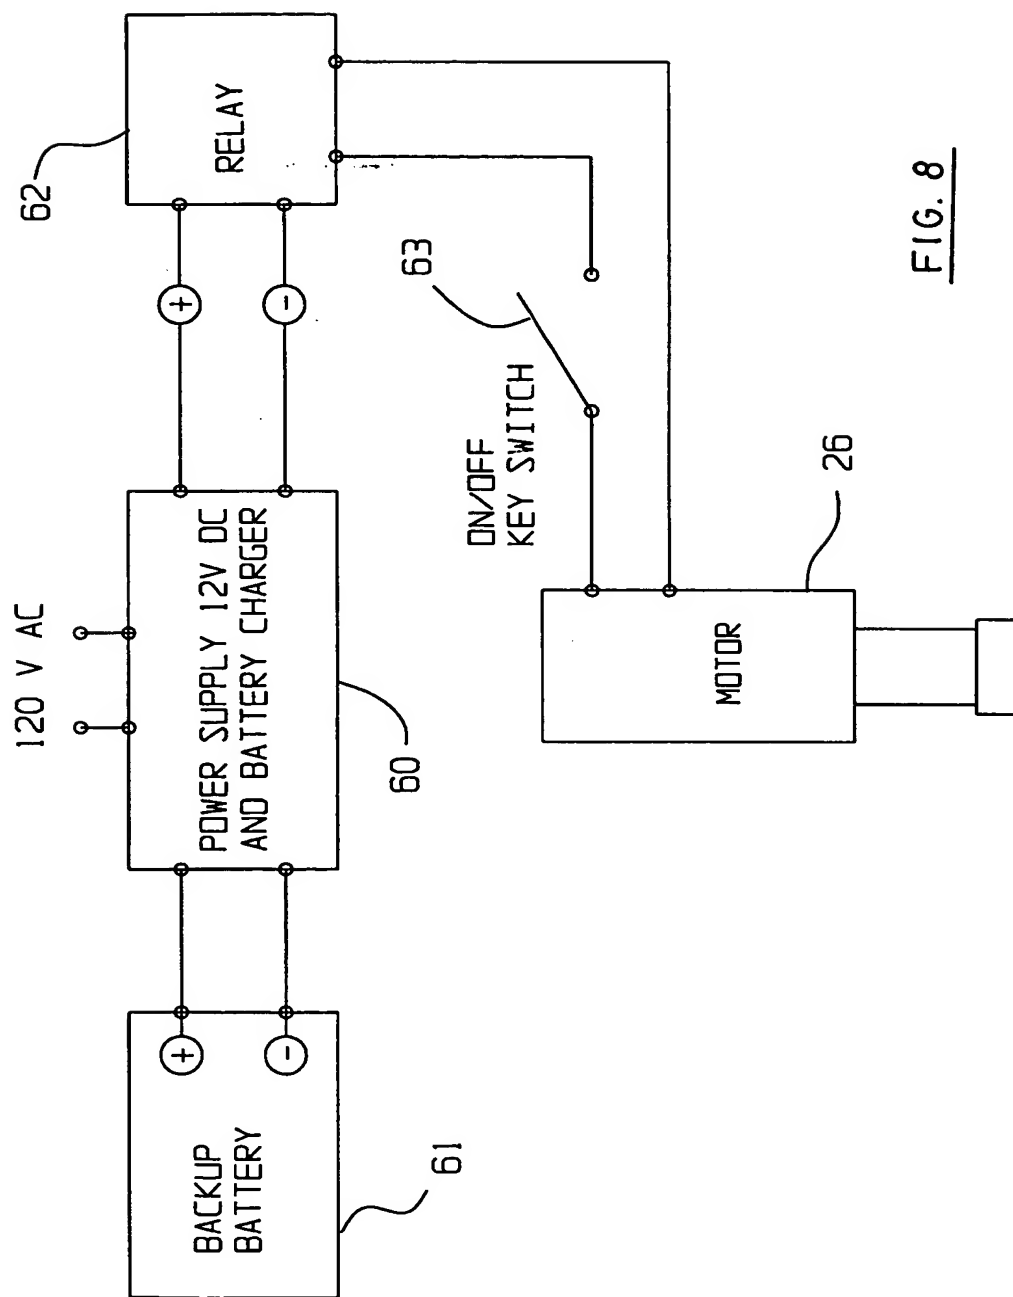 120 V AC
62
BACKUP
BATTERY
+
-
POWER SUPPLY 12V DC
AND BATTERY CHARGER
+
-
RELAY
61
60
ON/OFF
KEY SWITCH
63
MOTOR
26
FIG. 8